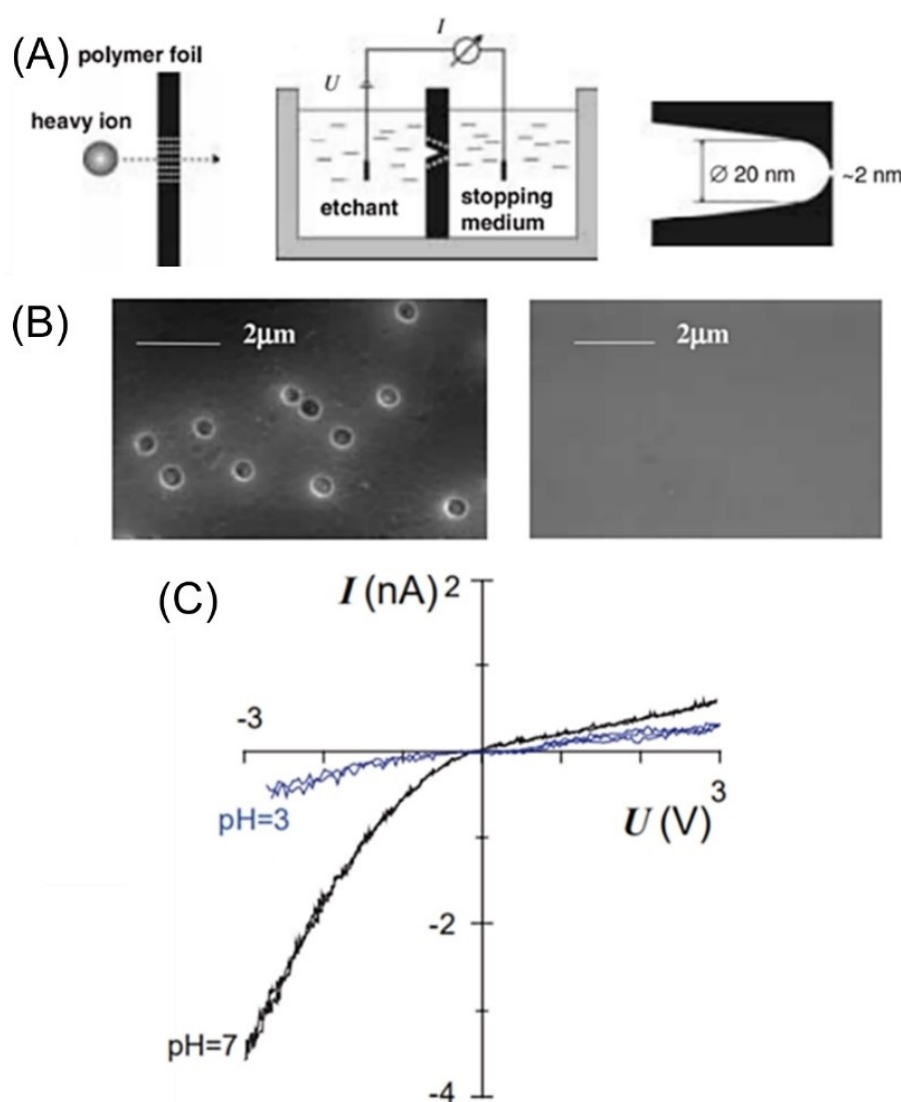 (A)
polymer foil
heavy ion
U
I
etchant
stopping
medium
Ø 20 nm
~2 nm
(B)
2μm
2μm
(C)
I (nA)
2
-3
3
U (V)
pH=3
-2
pH=7
-4